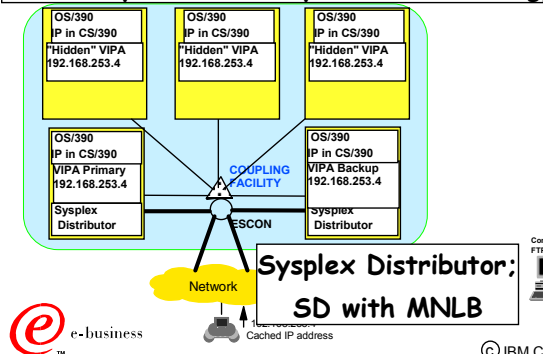 OS/390
IP in CS/390
"Hidden" VIPA
192.168.253.4
OS/390
IP in CS/390
"Hidden" VIPA
192.168.253.4
OS/390
IP in CS/390
"Hidden" VIPA
192.168.253.4
OS/390
IP in CS/390
VIPA Primary
192.168.253.4
Sysplex
Distributor
COUPLING
FACILITY
ESCON
OS/390
IP in CS/390
VIPA Backup
192.168.253.4
Sysplex
Distributor
Sysplex Distributor;
SD with MNLB
Network
Cached IP address
e-business
TM
© IBM C